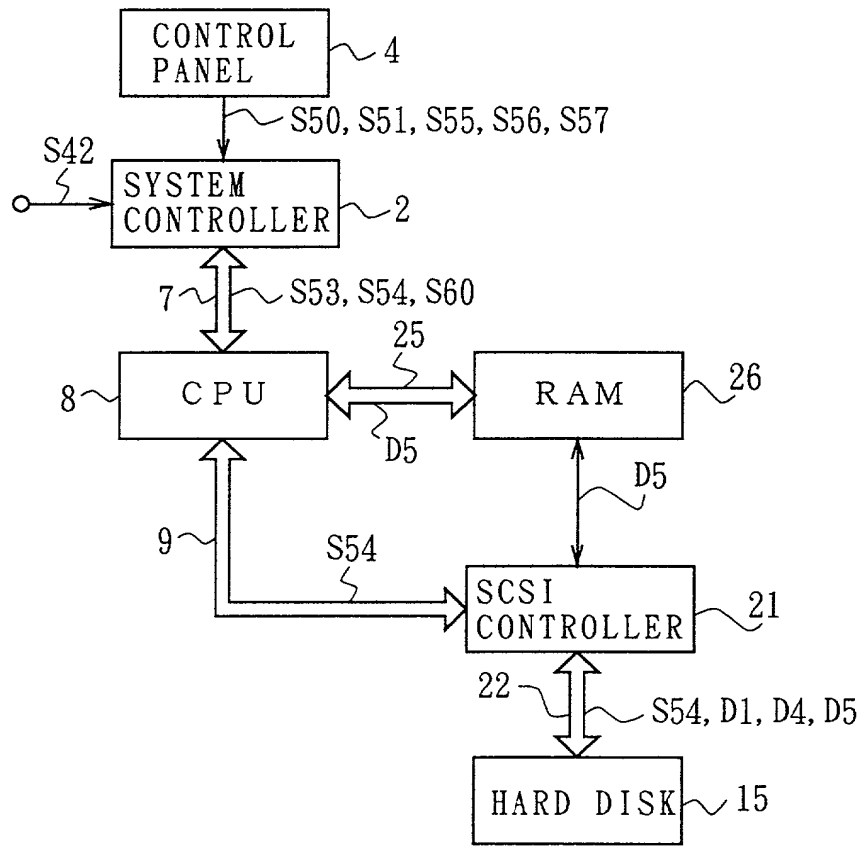 CONTROL
PANEL
4
S50, S51, S55, S56, S57
S42
SYSTEM
CONTROLLER
2
7
S53, S54, S60
8
CPU
25
D5
RAM
26
D5
9
S54
SCSI
CONTROLLER
21
22
S54, D1, D4, D5
HARD DISK
15